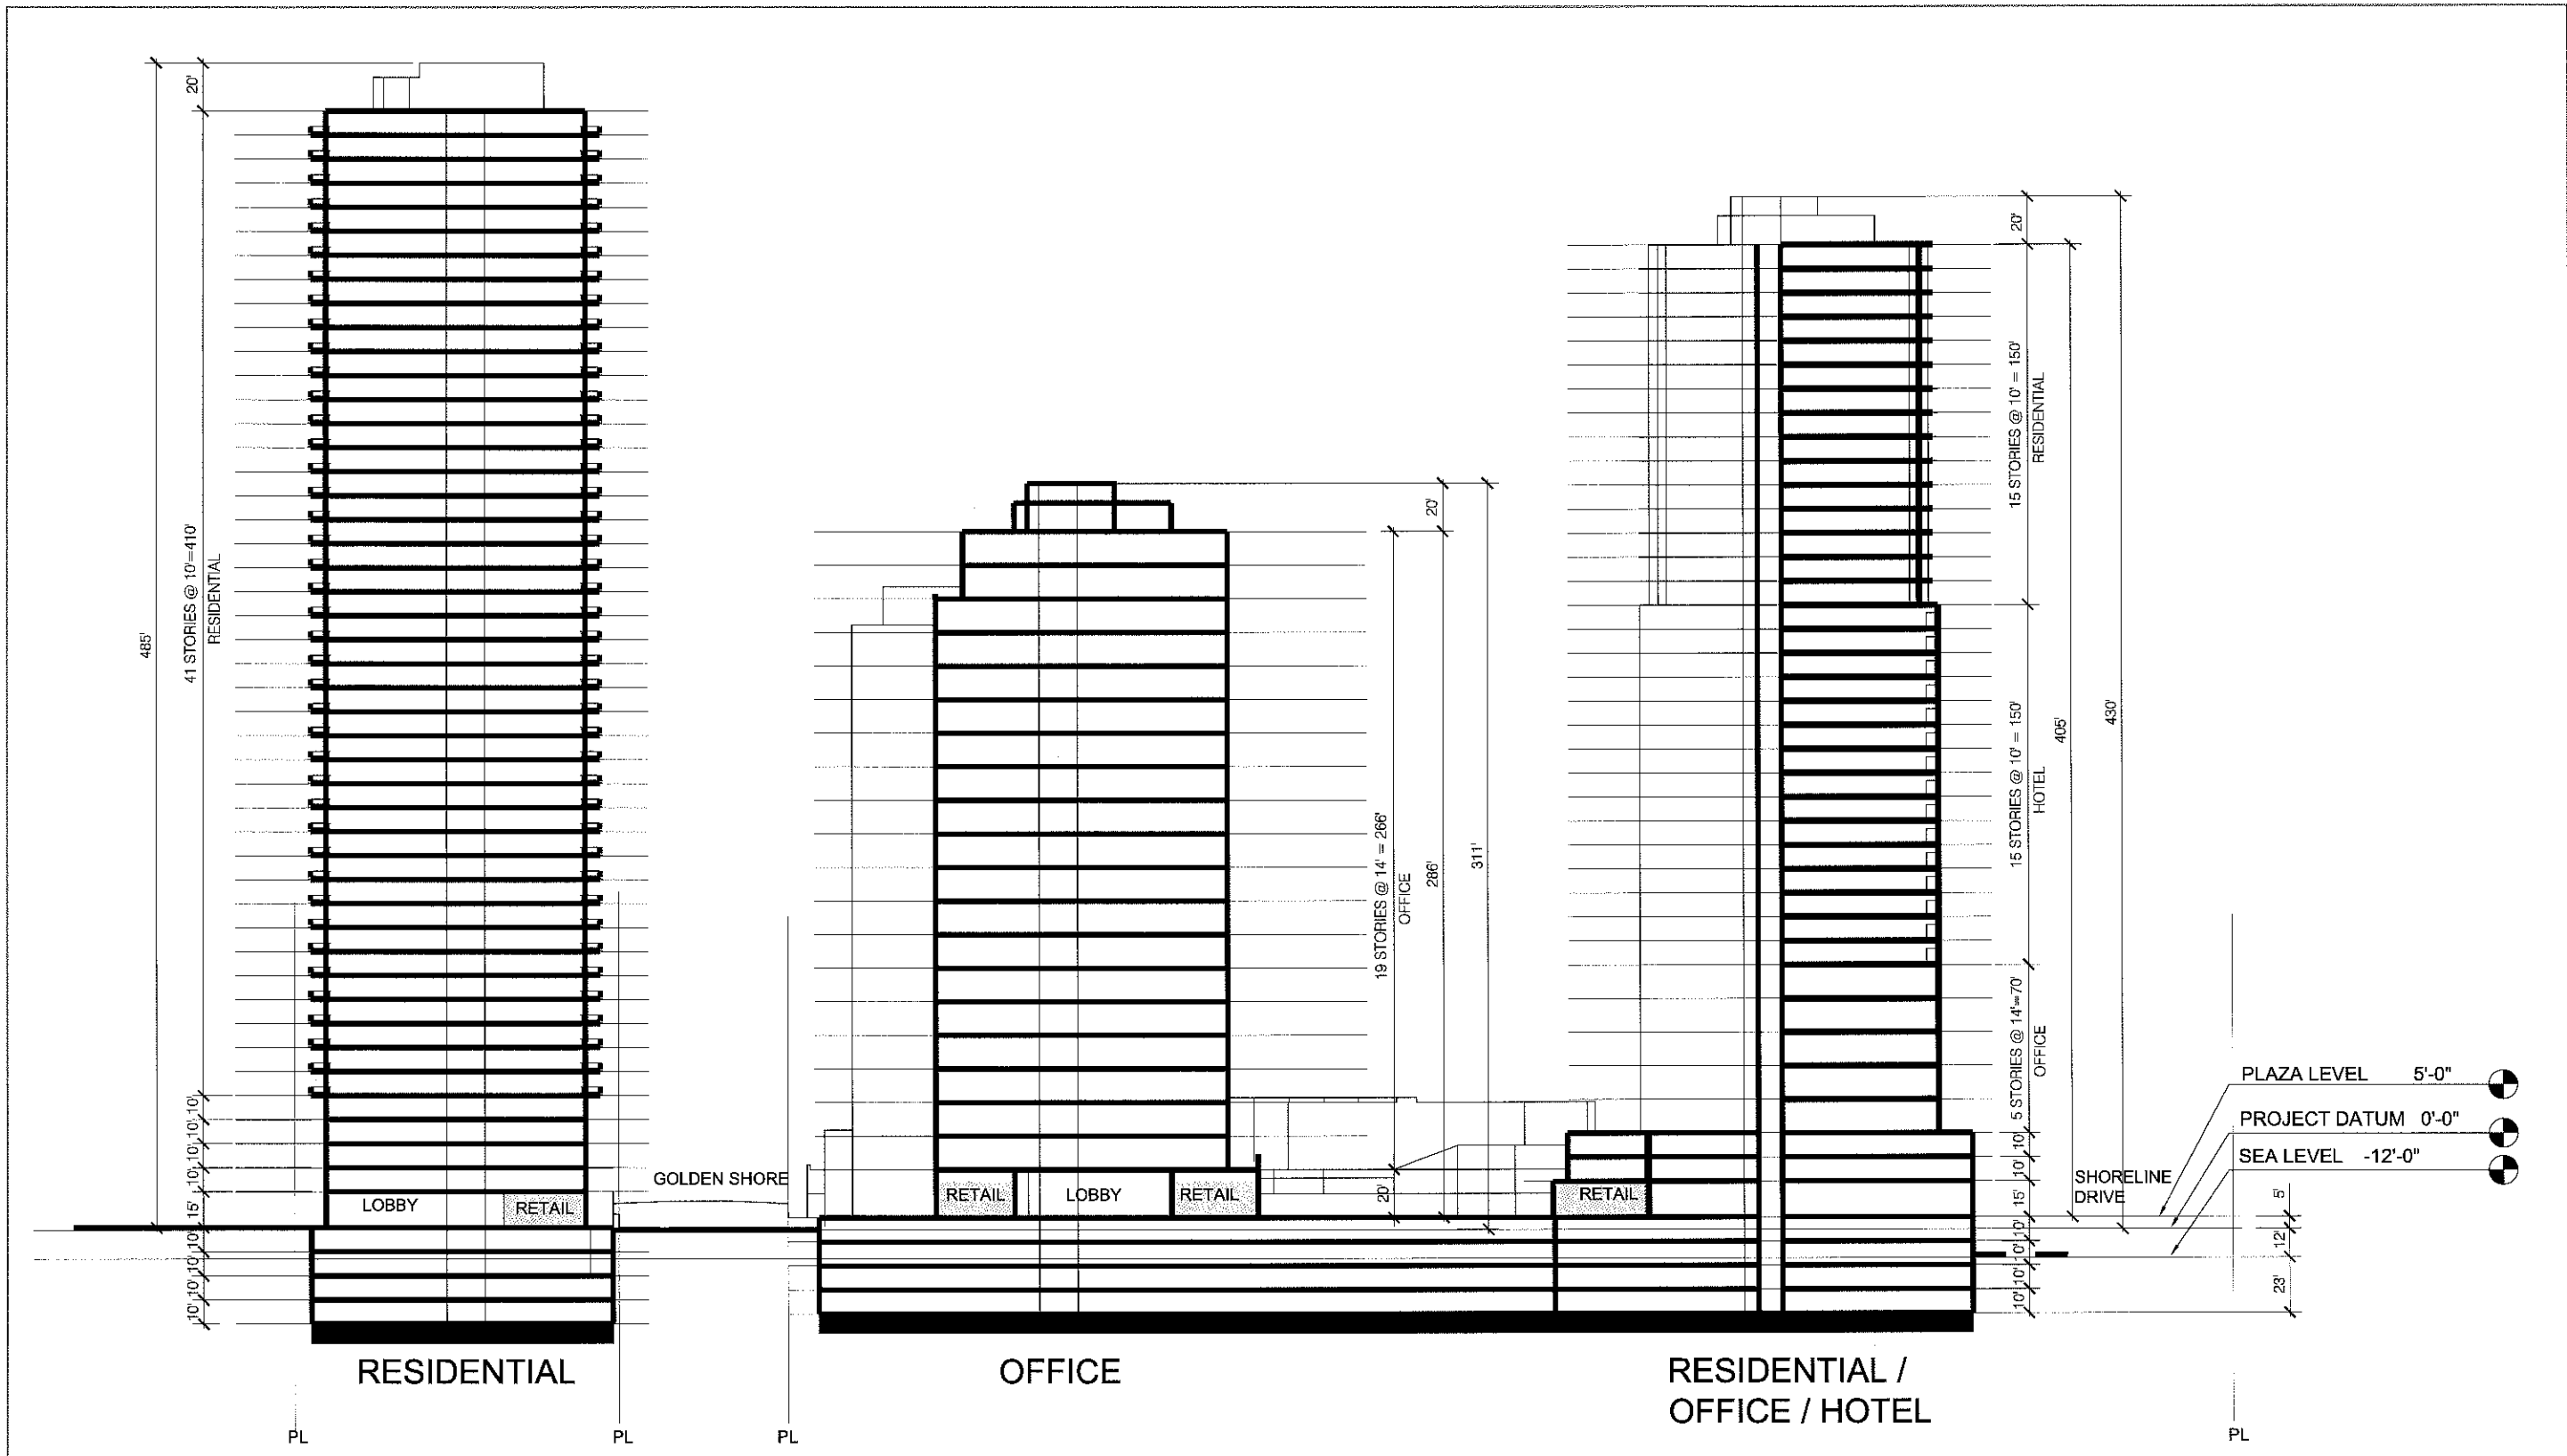 20'
41 STORIES @ 10'=410'
RESIDENTIAL
485'
10'
10'
10'
10'
15'
10'
10'
10'
10'
LOBBY
RETAIL
GOLDEN SHORE
RESIDENTIAL
PL
PL
PL
20'
19 STORIES @ 14' = 266'
OFFICE
286'
311'
20'
RETAIL
LOBBY
RETAIL
OFFICE
20'
15 STORIES @ 10' = 150'
RESIDENTIAL
15 STORIES @ 10' = 150'
HOTEL
405'
430'
5 STORIES @ 14'=70'
OFFICE
10'
10'
15'
10'
10'
10'
10'
RETAIL
RESIDENTIAL /
OFFICE / HOTEL
PLAZA LEVEL 5'-0"
PROJECT DATUM 0'-0"
SEA LEVEL -12'-0"
SHORELINE
DRIVE
5'
12'
23'
PL